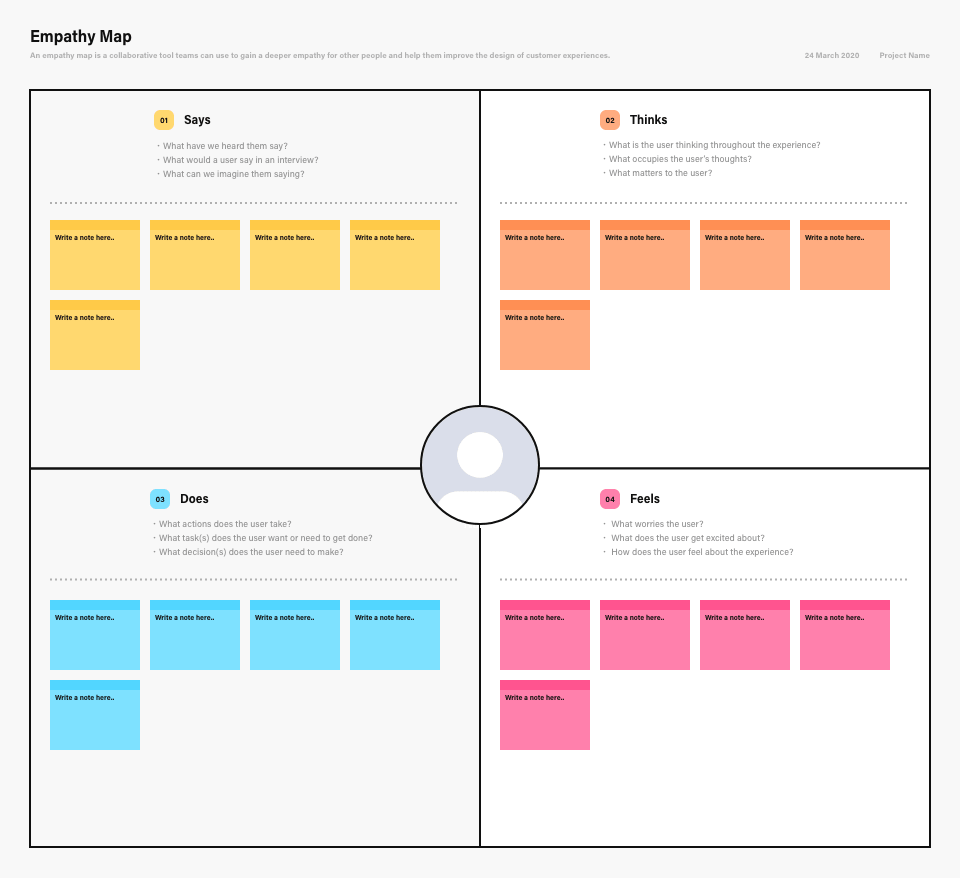 Empathy Map
An empathy map is a collaborative tool teams can use to gain a deeper empathy for other people and help them improve the design of customer experiences.
24 March 2020 Project Name
01 Says
· What have we heard them say?
· What would a user say in an interview?
· What can we imagine them saying?
Write a note here.. Write a note here.. Write a note here.. Write a note here..
Write a note here..
02 Thinks
· What is the user thinking throughout the experience?
· What occupies the user's thoughts?
· What matters to the user?
Write a note here.. Write a note here.. Write a note here.. Write a note here..
Write a note here..
03 Does
· What actions does the user take?
· What task(s) does the user want or need to get done?
· What decision(s) does the user need to make?
Write a note here.. Write a note here.. Write a note here.. Write a note here..
Write a note here..
04 Feels
· What worries the user?
· What does the user get excited about?
· How does the user feel about the experience?
Write a note here.. Write a note here.. Write a note here.. Write a note here..
Write a note here..